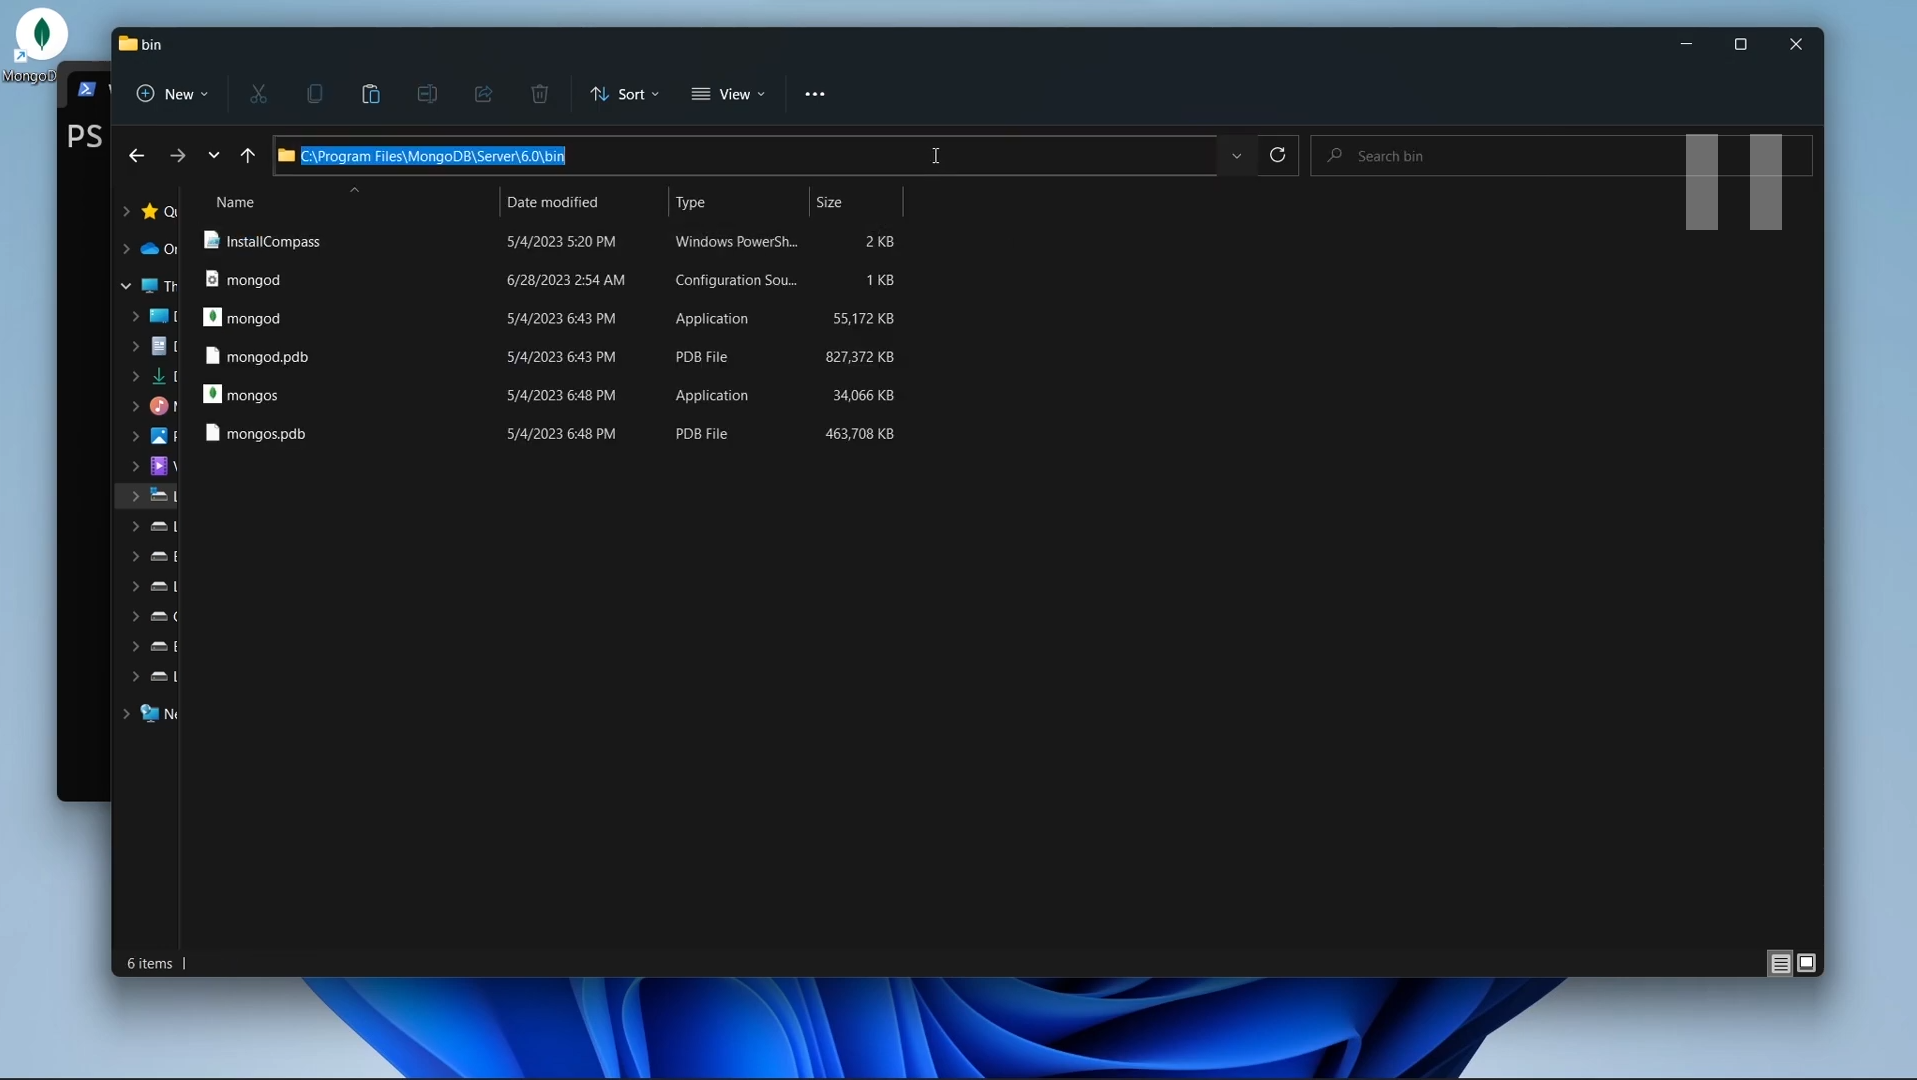 MongoD
bin
New
Sort
View
PS
C:\Program Files\MongoDB\Server\6.0\bin
Search bin
Name Date modified Type Size
InstallCompass 5/4/2023 5:20 PM Windows PowerSh... 2 KB
mongod 6/28/2023 2:54 AM Configuration Sou... 1 KB
mongod 5/4/2023 6:43 PM Application 55,172 KB
mongod.pdb 5/4/2023 6:43 PM PDB File 827,372 KB
mongos 5/4/2023 6:48 PM Application 34,066 KB
mongos.pdb 5/4/2023 6:48 PM PDB File 463,708 KB
Th
Ne
6 items